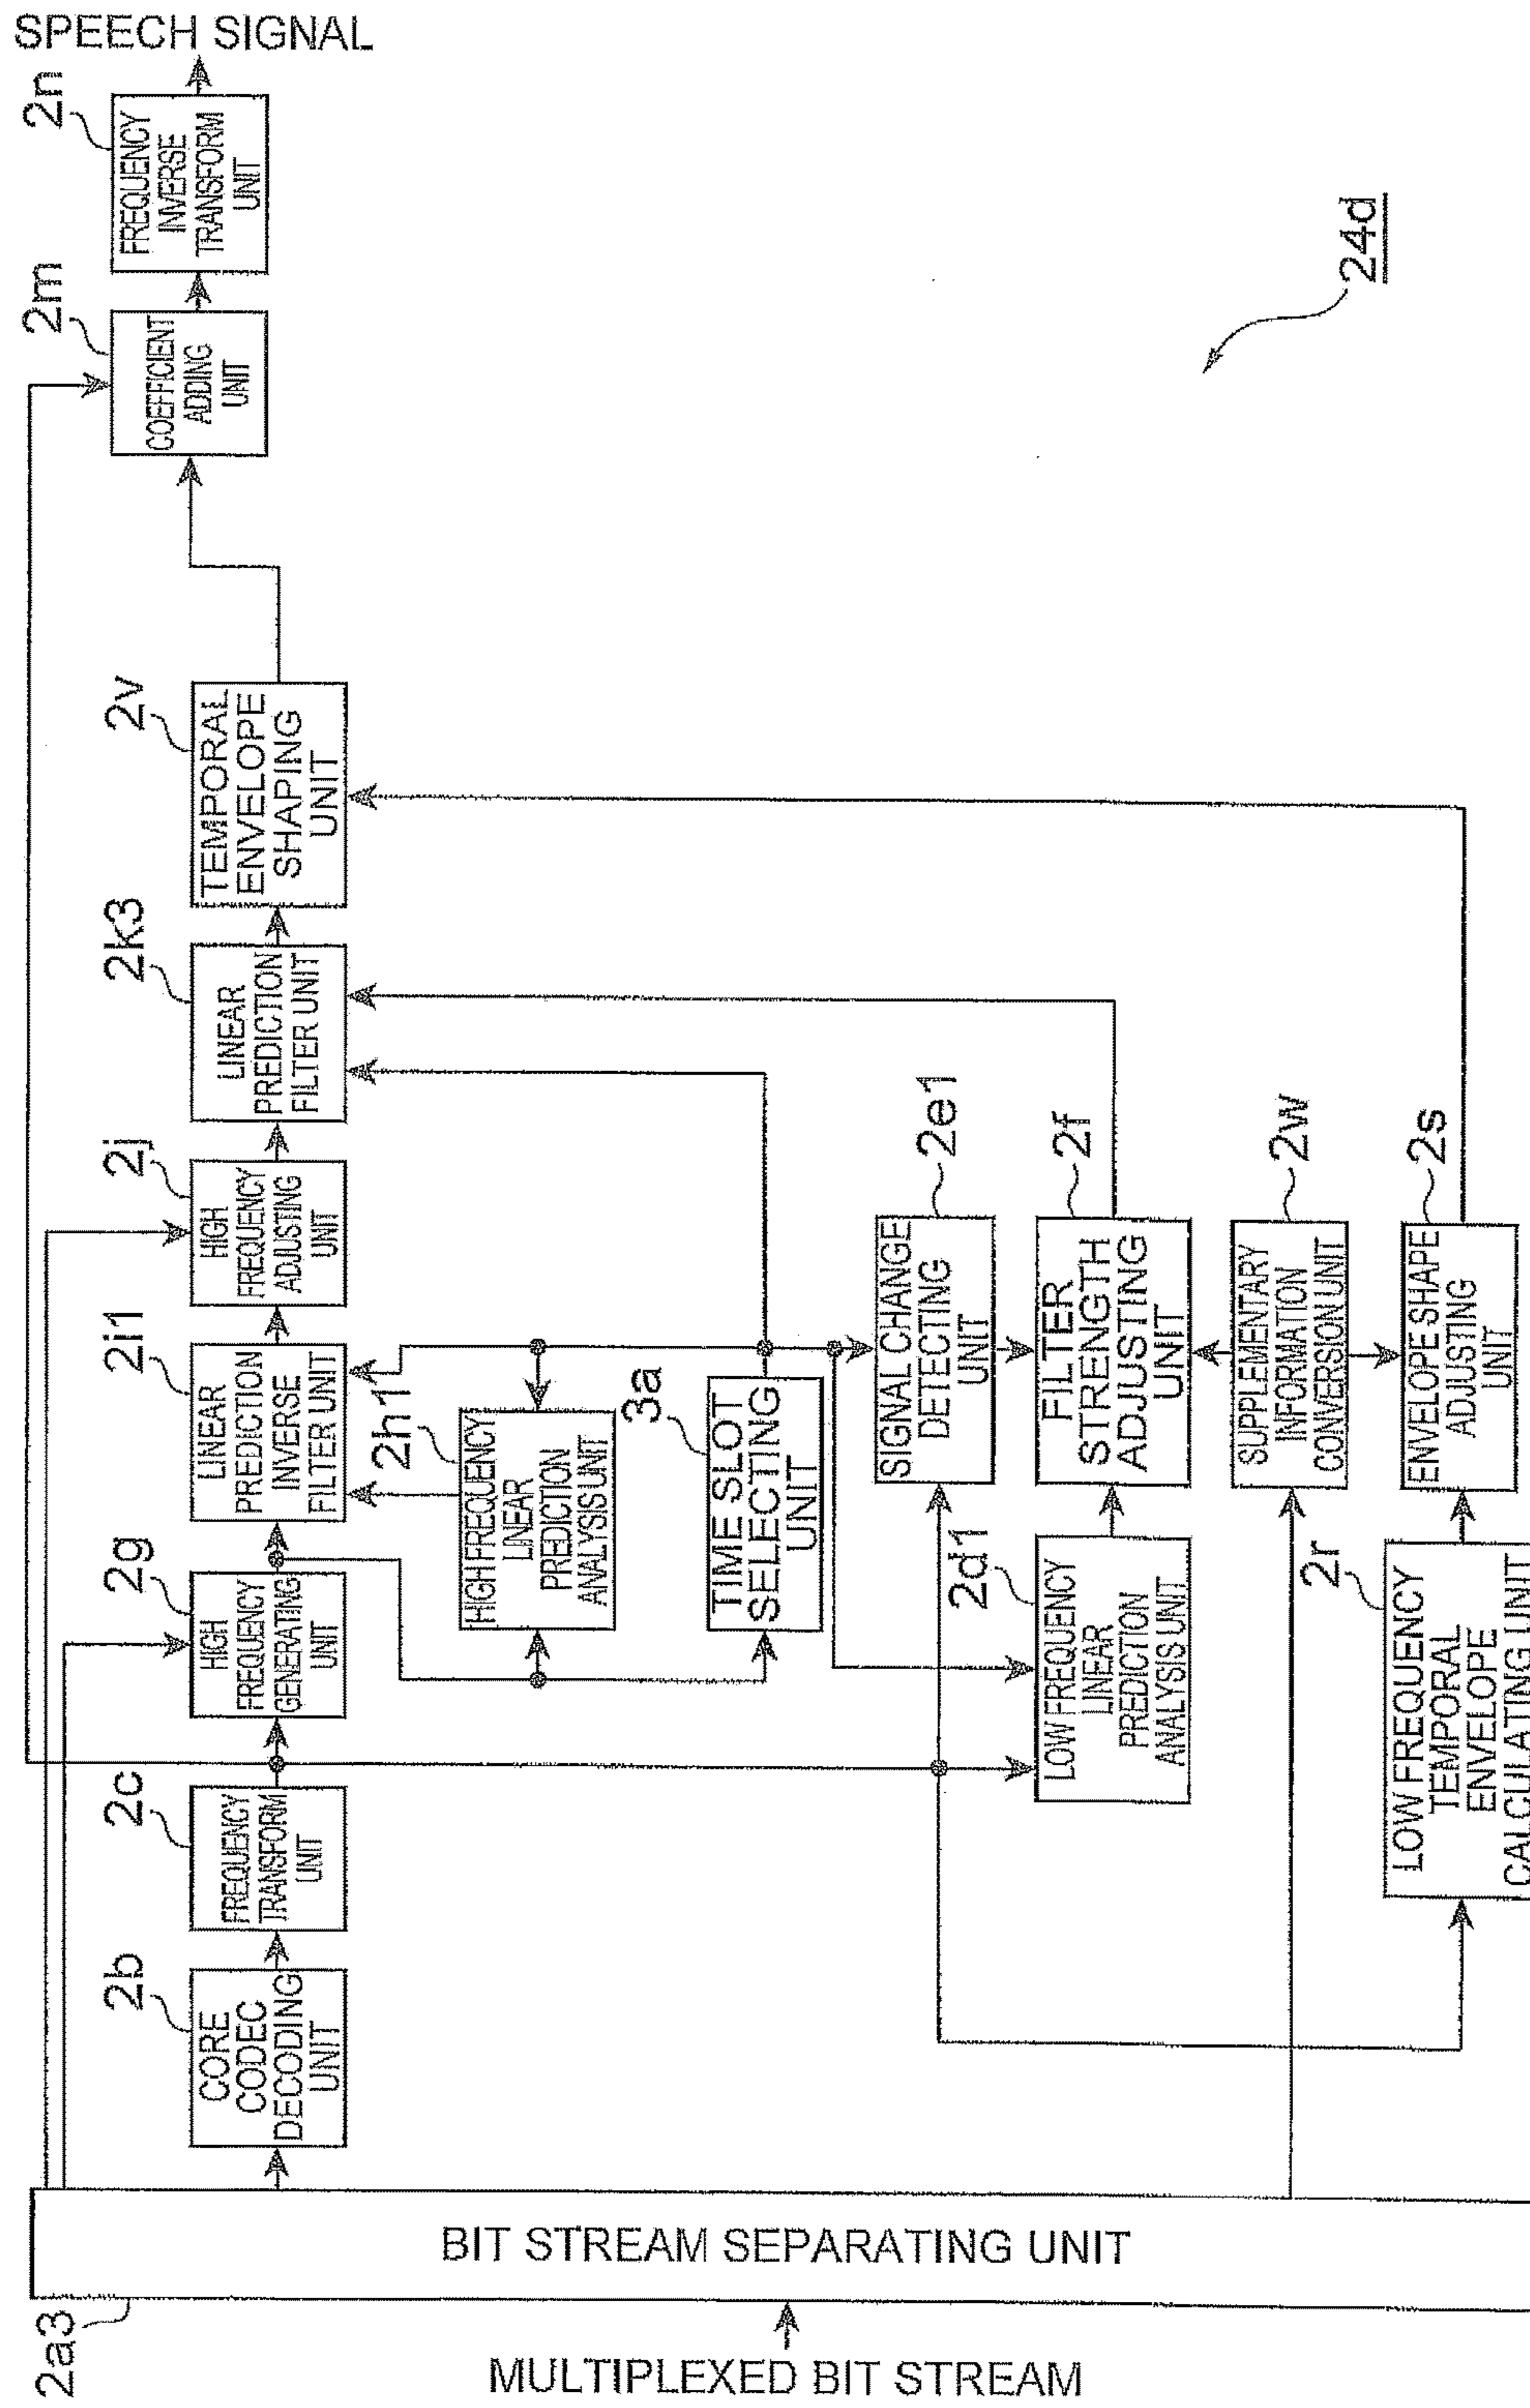 SPEECH SIGNAL
2n
FREQUENCY
INVERSE
TRANSFORM
UNIT
2m
COEFFICIENT
ADDING
UNIT
24d
2v
TEMPORAL
ENVELOPE
SHAPING
UNIT
2k3
LINEAR
PREDICTION
FILTER UNIT
2j
HIGH
FREQUENCY
ADJUSTING
UNIT
2i1
LINEAR
PREDICTION
INVERSE
FILTER UNIT
2h1
HIGH FREQUENCY
LINEAR
PREDICTION
ANALYSIS UNIT
3a
TIME SLOT
SELECTING
UNIT
2e1
SIGNAL CHANGE
DETECTING
UNIT
2f
FILTER
STRENGTH
ADJUSTING
UNIT
2w
SUPPLEMENTARY
INFORMATION
CONVERSION UNIT
2s
ENVELOPE SHAPE
ADJUSTING
UNIT
2g
HIGH
FREQUENCY
GENERATING
UNIT
2d1
LOW FREQUENCY
LINEAR
PREDICTION
ANALYSIS UNIT
2r
LOW FREQUENCY
TEMPORAL
ENVELOPE
CALCULATING UNIT
2c
FREQUENCY
TRANSFORM
UNIT
2b
CORE
CODEC
DECODING
UNIT
BIT STREAM SEPARATING UNIT
2a3
MULTIPLEXED BIT STREAM